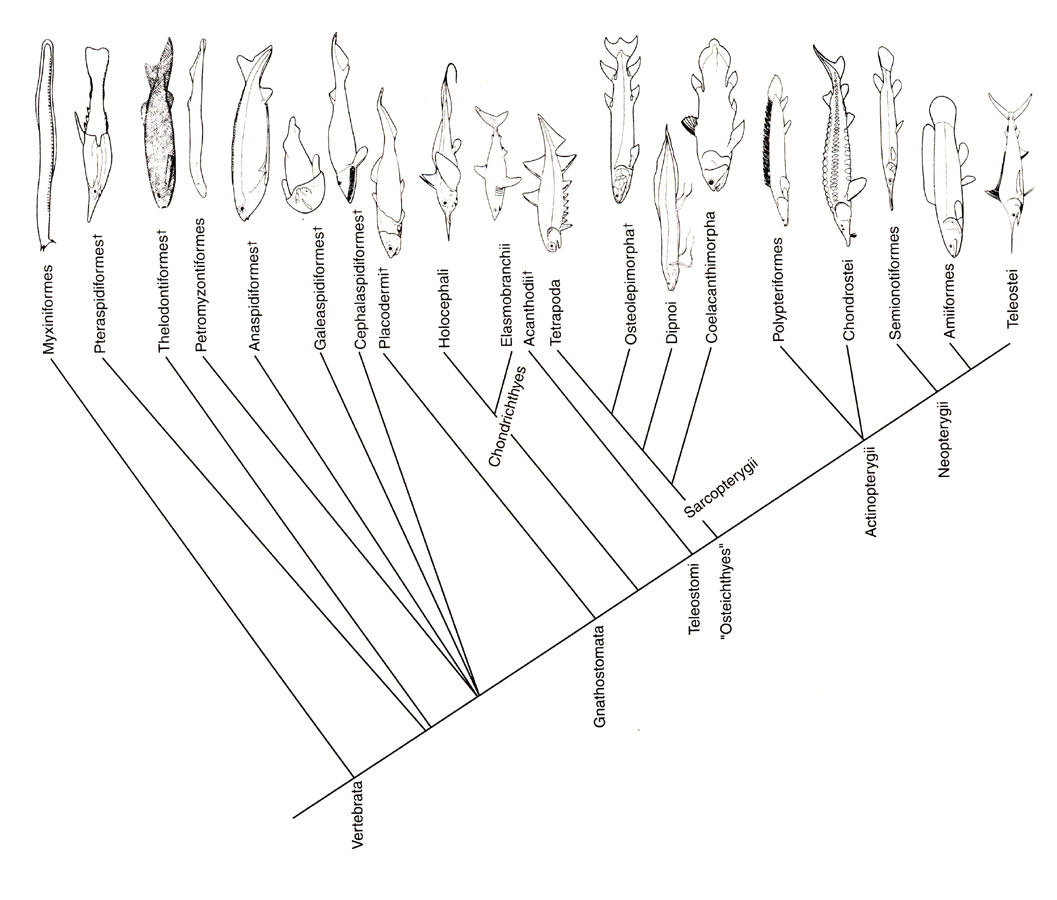 Myxiniformes
Pteraspidiformes†
Thelodontiformes†
Petromyzontiformes
Anaspidiformes†
Galeaspidiformes†
Cephalaspidiformes†
Placodermi†
Holocephali
Elasmobranchii
Acanthodii†
Tetrapoda
Osteolepimorpha†
Dipnoi
Coelacanthimorpha
Polypteriformes
Chondrostei
Semionotiformes
Amiiformes
Teleostei
Chondrichthyes
Sarcopterygii
Neopterygii
Actinopterygii
Teleostomi
"Osteichthyes"
Gnathostomata
Vertebrata